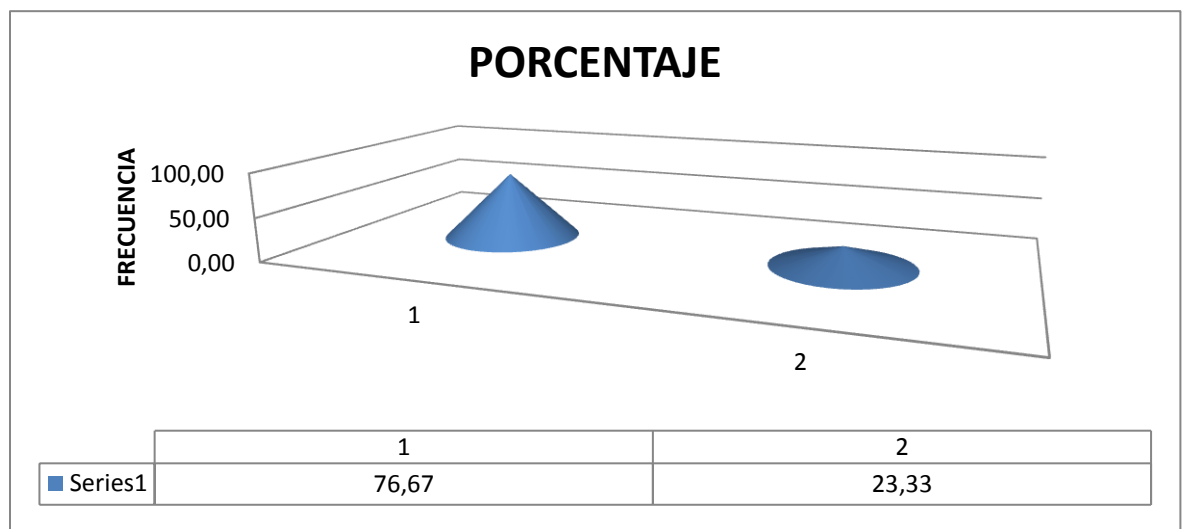 PORCENTAJE
FRECUENCIA
100,00
50,00
0,00
1
2
1 2
Series1 76,67 23,33